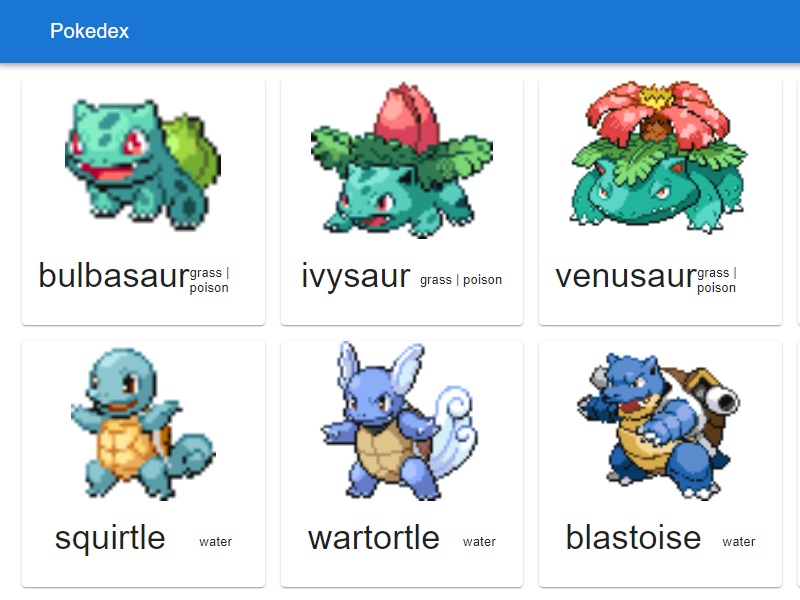 Pokedex
bulbasaur grass |
poison
ivysaur grass | poison
venusaur grass |
poison
squirtle water
wartortle water
blastoise water